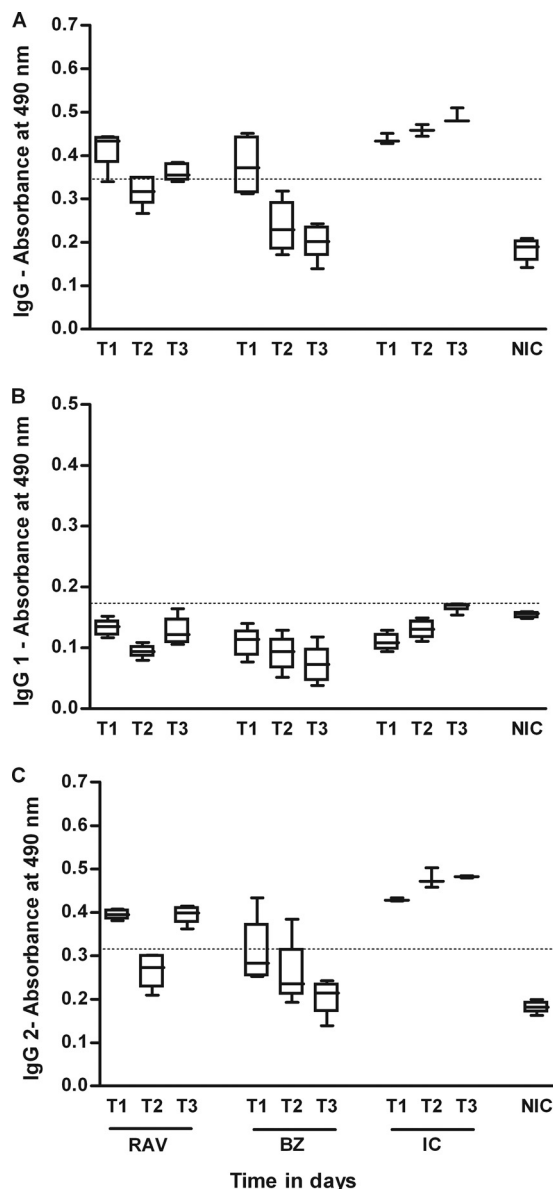 A
IgG - Absorbance at 490 nm
0.7
0.6
0.5
0.4
0.3
0.2
0.1
0.0
T1 T2 T3 T1 T2 T3 T1 T2 T3 NIC
B
IgG 1 - Absorbance at 490 nm
0.5
0.4
0.3
0.2
0.1
0.0
T1 T2 T3 T1 T2 T3 T1 T2 T3 NIC
C
IgG 2- Absorbance at 490 nm
0.7
0.6
0.5
0.4
0.3
0.2
0.1
0.0
T1 T2 T3 T1 T2 T3 T1 T2 T3 NIC
RAV BZ IC
Time in days